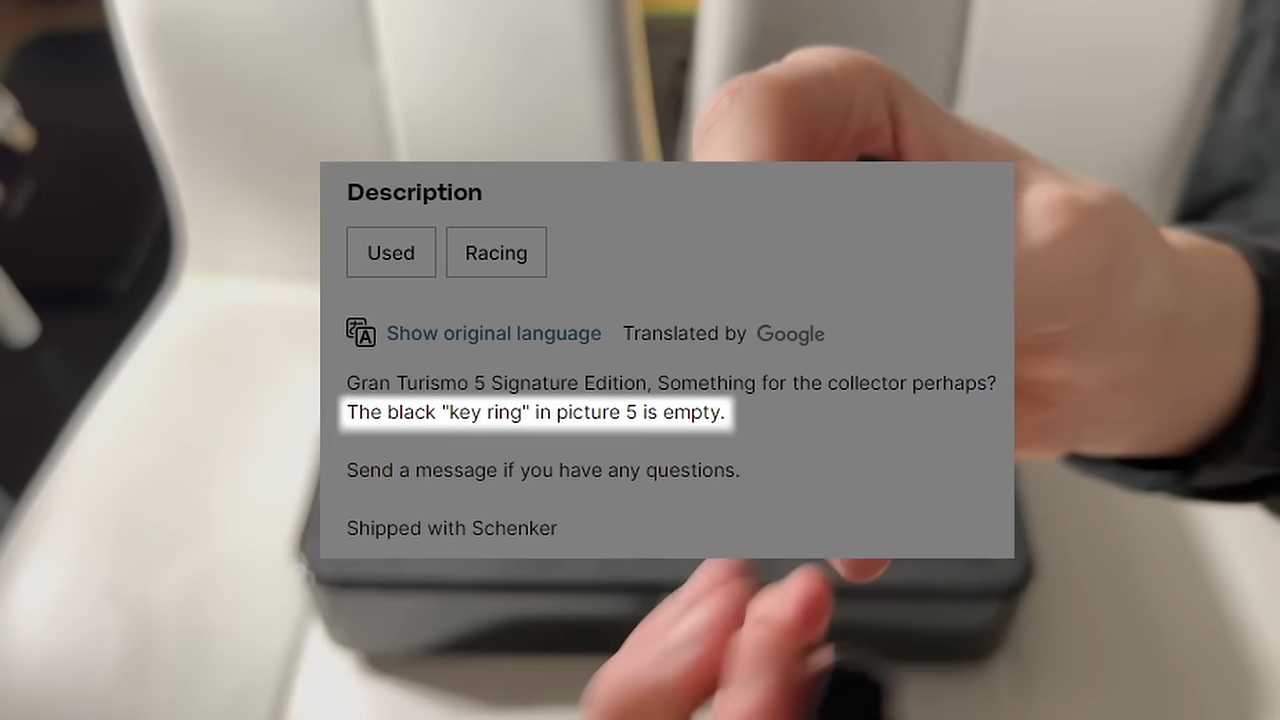 Description
Used
Racing
Show original language Translated by Google
Gran Turismo 5 Signature Edition, Something for the collector perhaps?
The black "key ring" in picture 5 is empty.
Send a message if you have any questions.
Shipped with Schenker